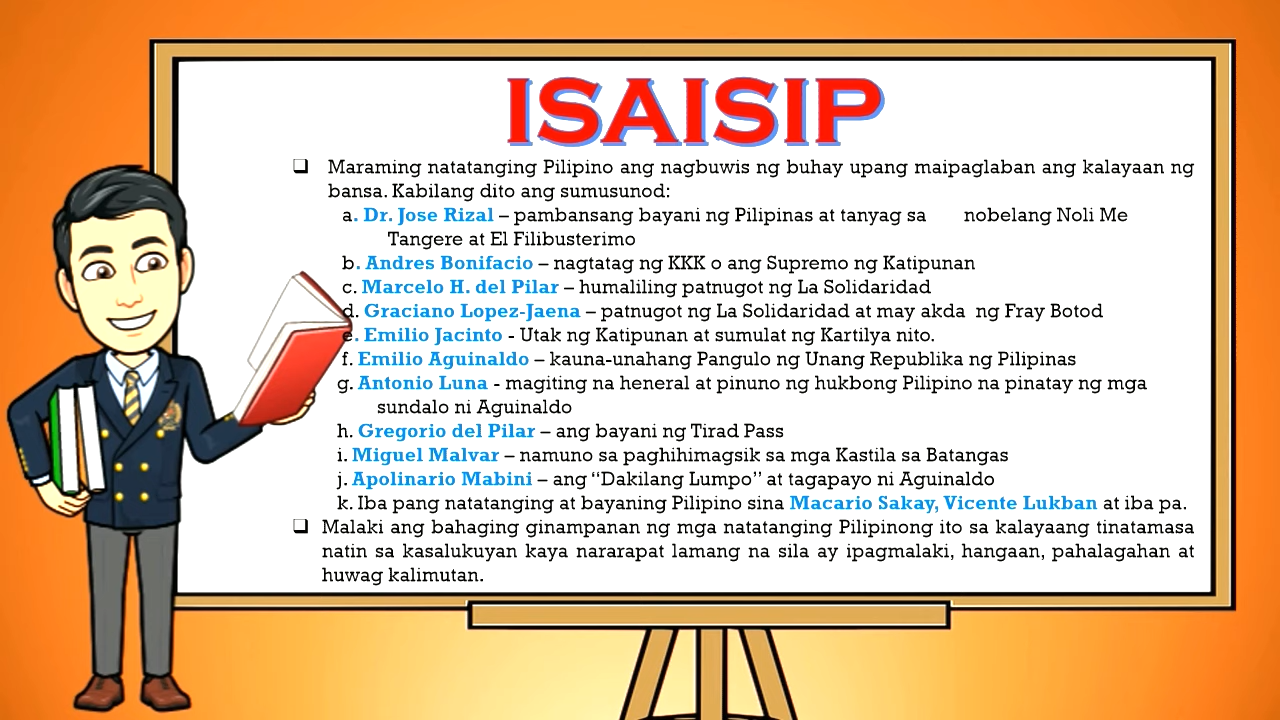 ISAISIP
❑ Maraming natatanging Pilipino ang nagbuwis ng buhay upang maipaglaban ang kalayaan ng
bansa. Kabilang dito ang sumusunod:
a. Dr. Jose Rizal – pambansang bayani ng Pilipinas at tanyag sa nobelang Noli Me
Tangere at El Filibusterimo
b. Andres Bonifacio – nagtatag ng KKK o ang Supremo ng Katipunan
c. Marcelo H. del Pilar – humaliling patnugot ng La Solidaridad
d. Graciano Lopez-Jaena – patnugot ng La Solidaridad at may akda ng Fray Botod
e. Emilio Jacinto - Utak ng Katipunan at sumulat ng Kartilya nito.
f. Emilio Aguinaldo – kauna-unahang Pangulo ng Unang Republika ng Pilipinas
g. Antonio Luna - magiting na heneral at pinuno ng hukbong Pilipino na pinatay ng mga
sundalo ni Aguinaldo
h. Gregorio del Pilar – ang bayani ng Tirad Pass
i. Miguel Malvar – namuno sa paghihimagsik sa mga Kastila sa Batangas
j. Apolinario Mabini – ang “Dakilang Lumpo” at tagapayo ni Aguinaldo
k. Iba pang natatanging at bayaning Pilipino sina Macario Sakay, Vicente Lukban at iba pa.
❑ Malaki ang bahaging ginampanan ng mga natatanging Pilipinong ito sa kalayaang tinatamasa
natin sa kasalukuyan kaya nararapat lamang na sila ay ipagmalaki, hangaan, pahalagahan at
huwag kalimutan.